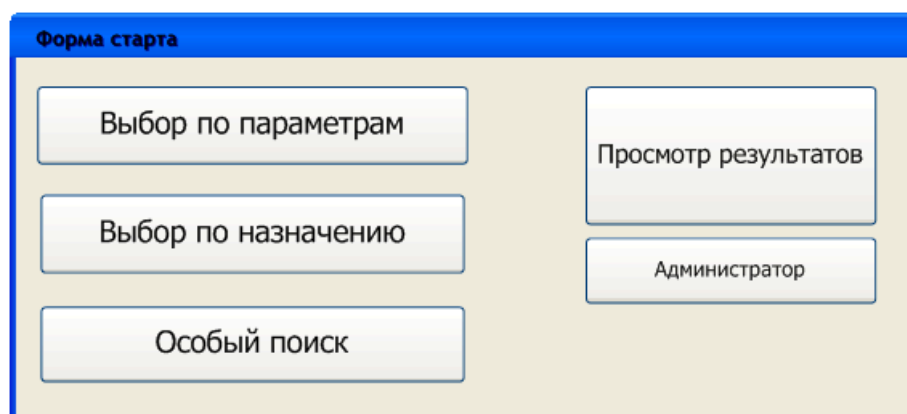 Форма старта
Выбор по параметрам
Выбор по назначению
Особый поиск
Просмотр результатов
Администратор